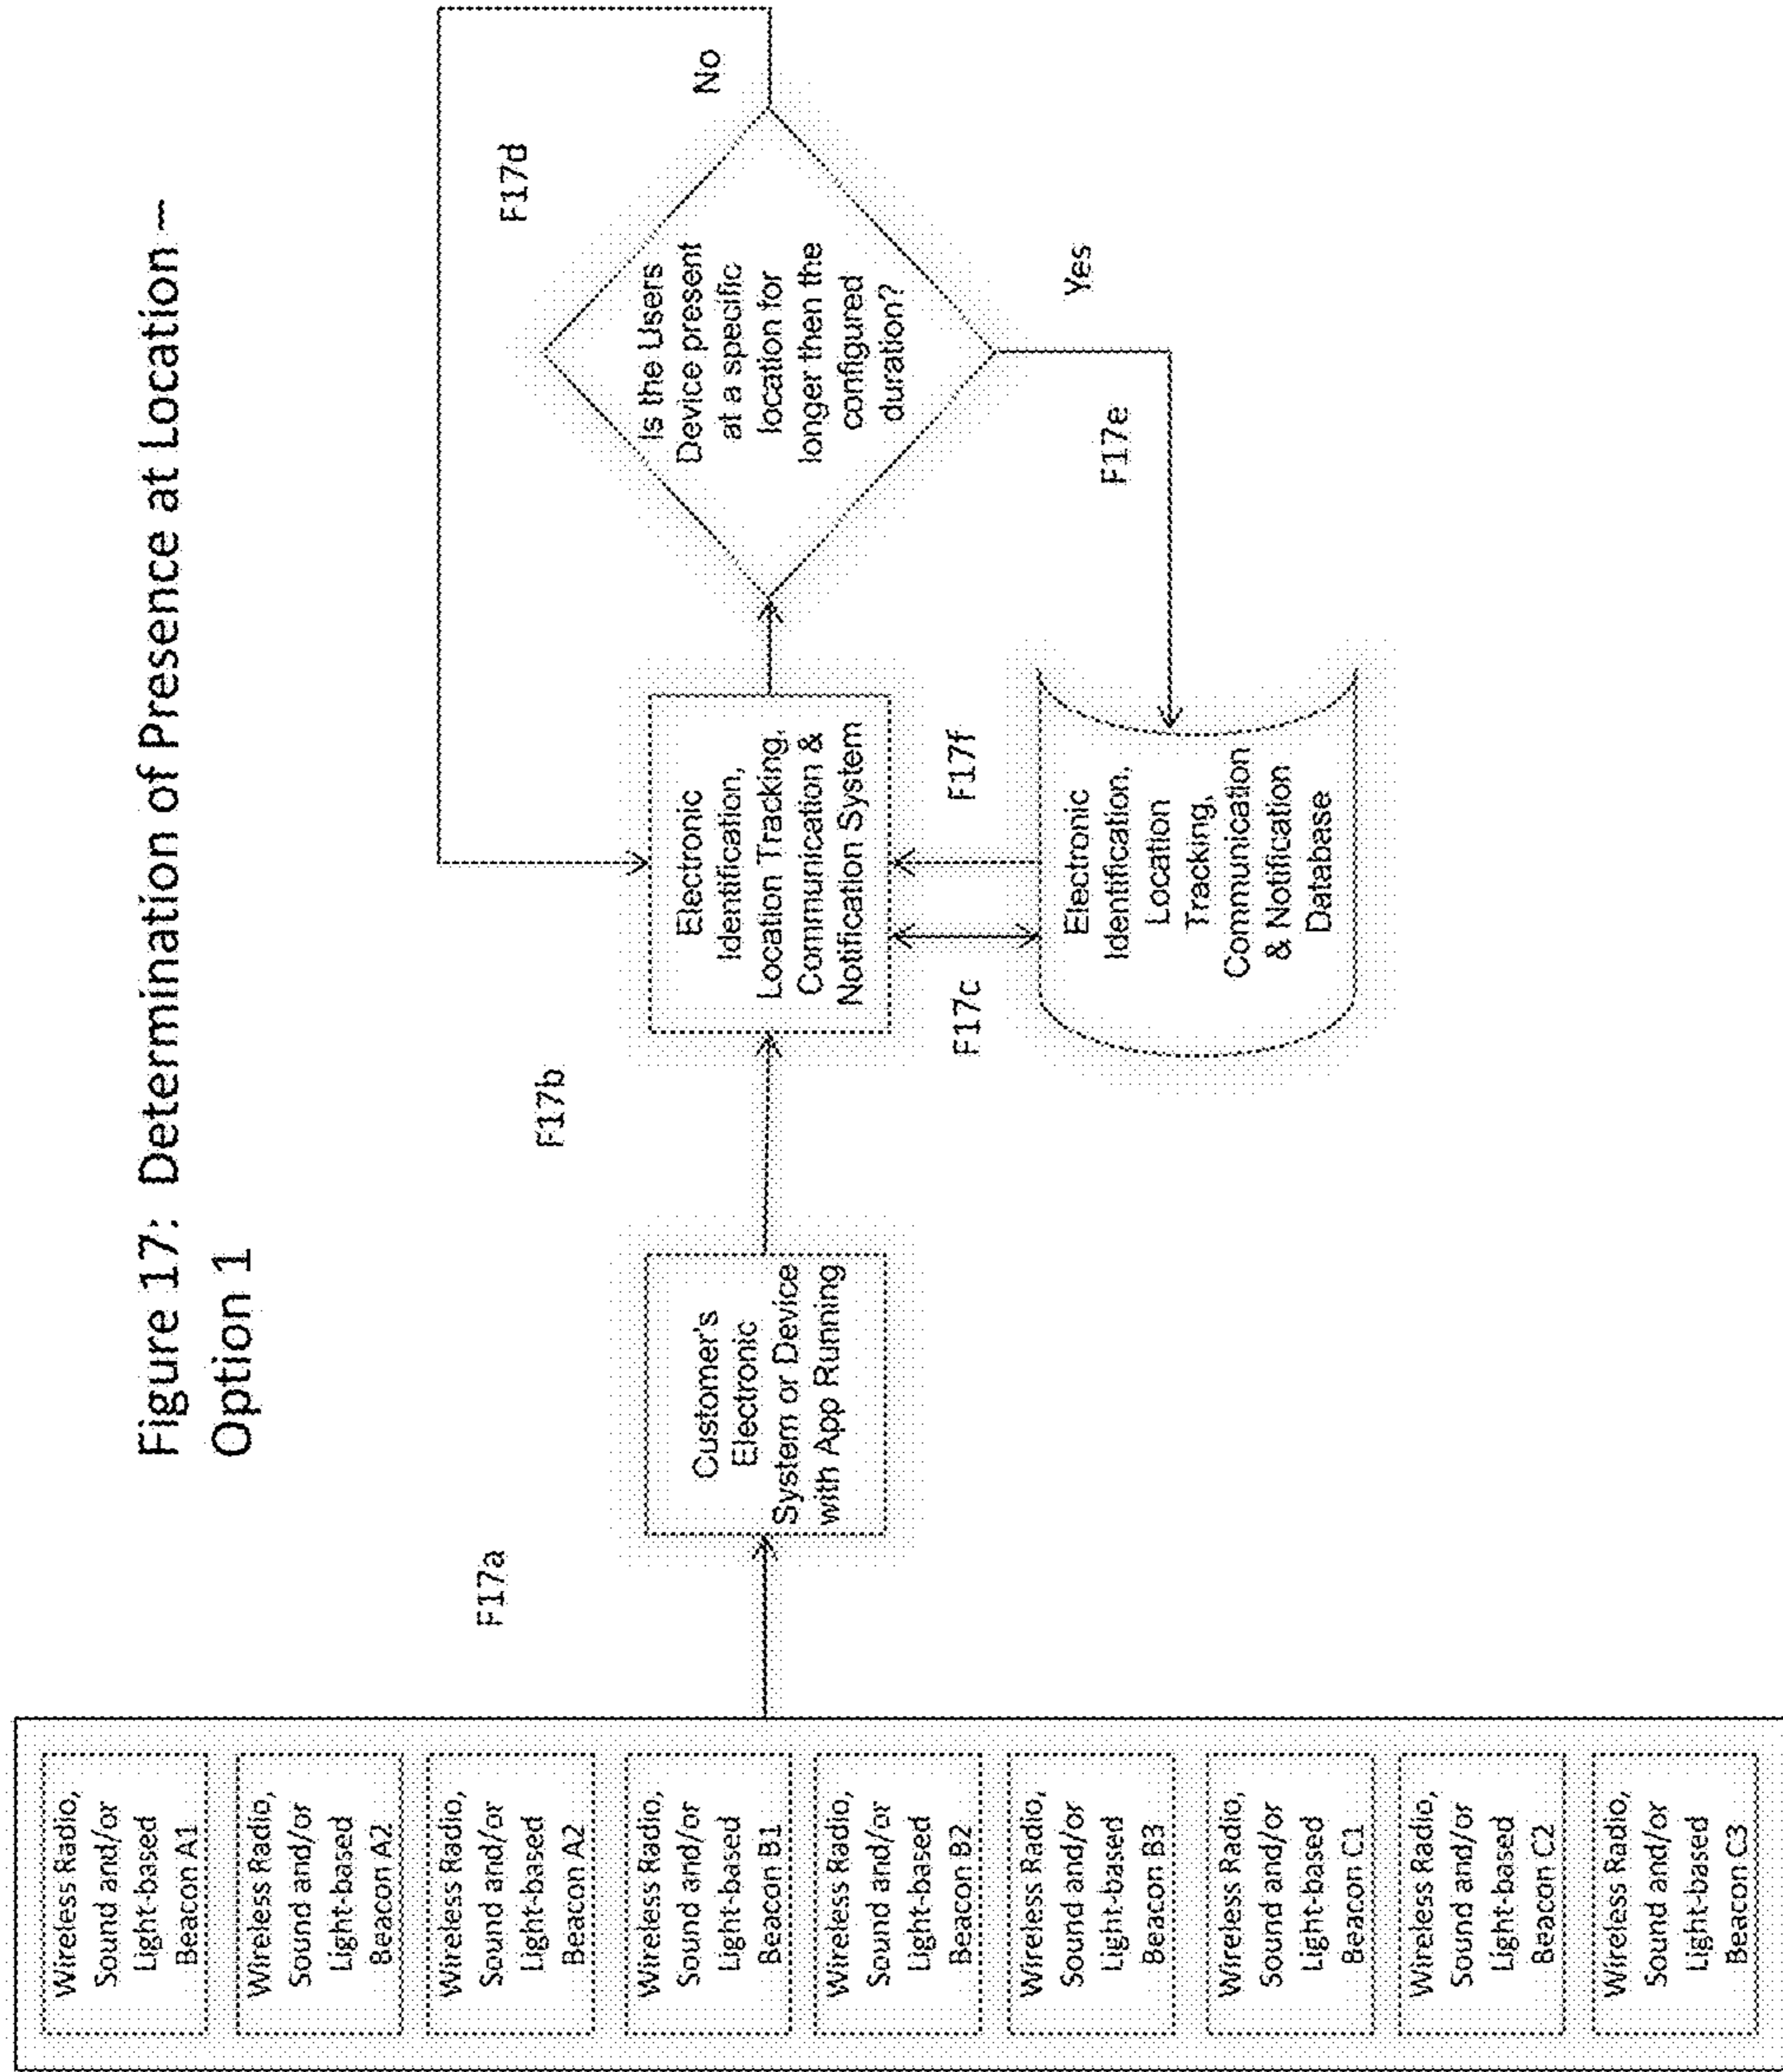 Figure 17: Determination of Presence at Location –
Option 1
Wireless Radio,
Sound and/or
Light-based
Beacon A1
Wireless Radio,
Sound and/or
Light-based
Beacon A2
Wireless Radio,
Sound and/or
Light-based
Beacon A2
Wireless Radio,
Sound and/or
Light-based
Beacon B1
Wireless Radio,
Sound and/or
Light-based
Beacon B2
Wireless Radio,
Sound and/or
Light-based
Beacon B3
Wireless Radio,
Sound and/or
Light-based
Beacon C1
Wireless Radio,
Sound and/or
Light-based
Beacon C2
Wireless Radio,
Sound and/or
Light-based
Beacon C3
F17a
Customer's
Electronic
System or Device
with App Running
F17b
Electronic
Identification,
Location Tracking,
Communication &
Notification System
F17c
F17f
Electronic
Identification,
Location
Tracking,
Communication
& Notification
Database
Is the Users
Device present
at a specific
location for
longer then the
configured
duration?
F17d
No
Yes
F17e